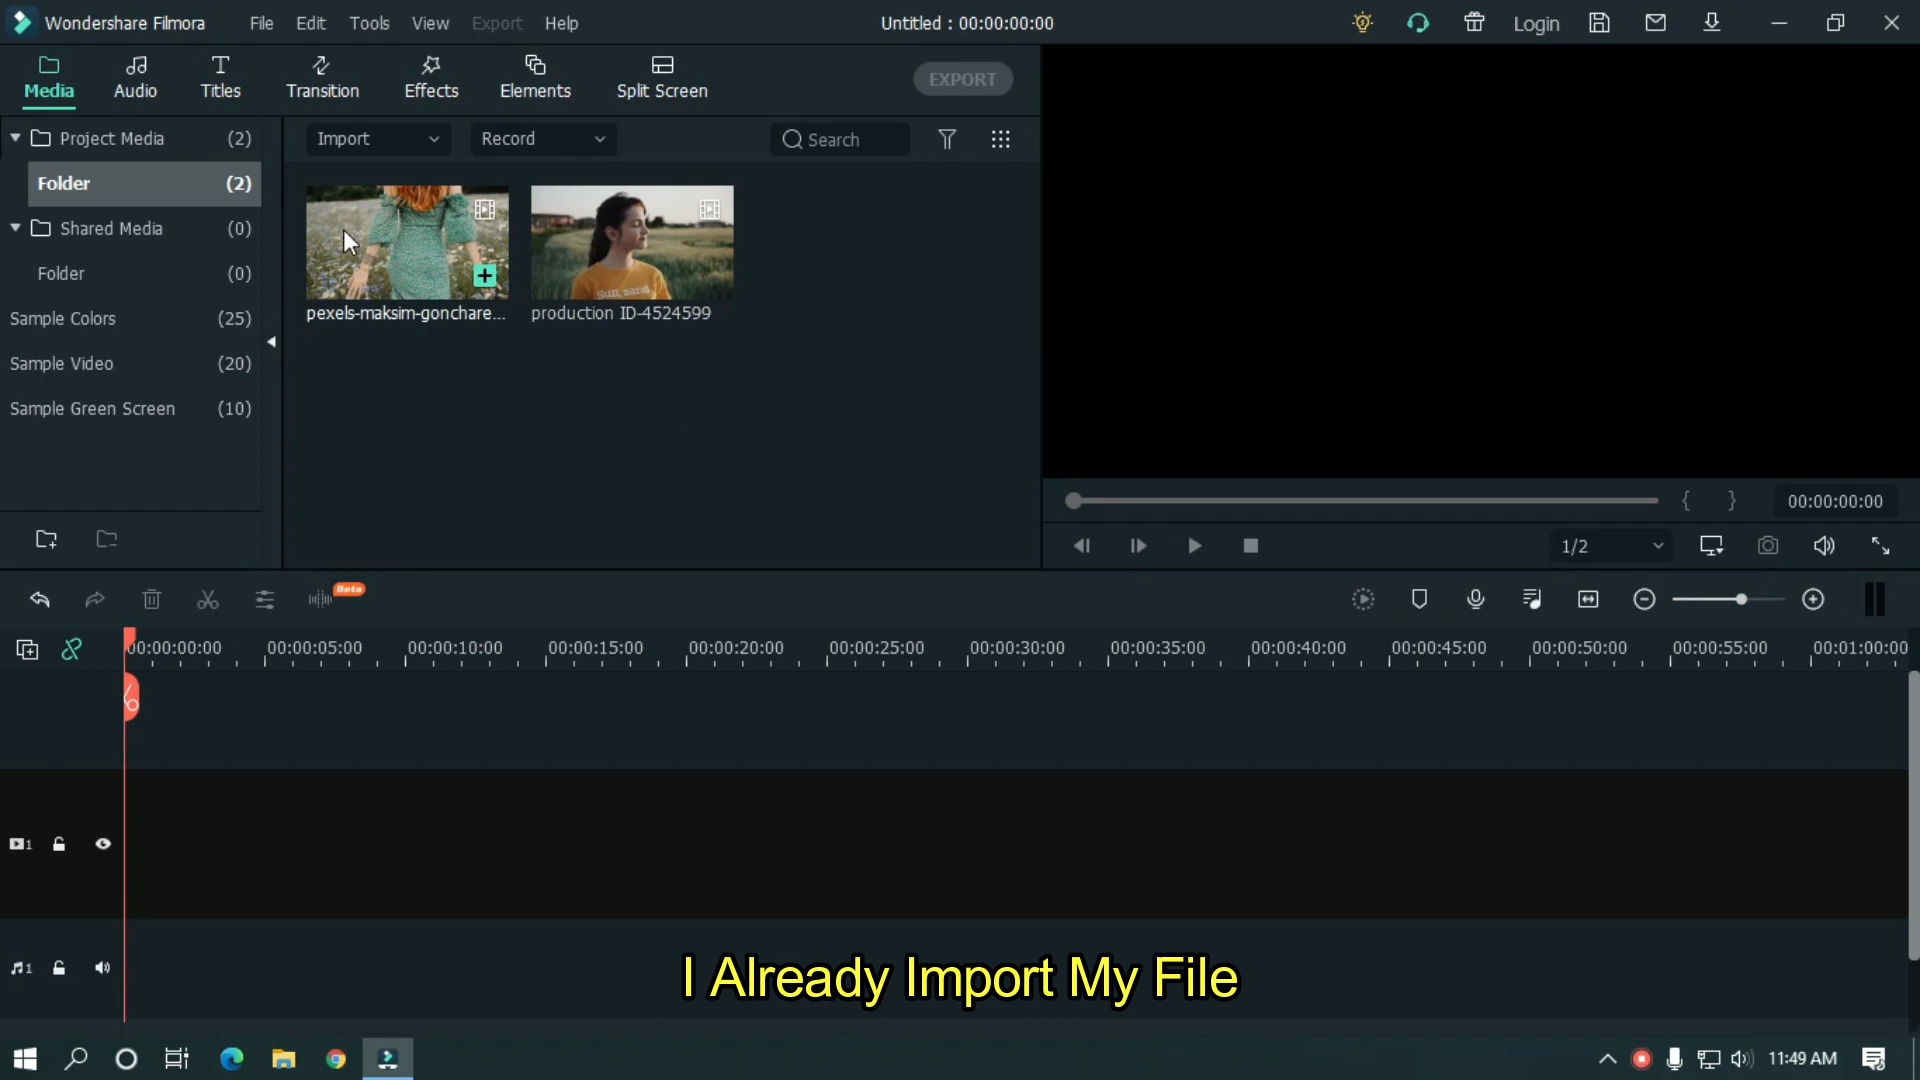 Wondershare Filmora File Edit Tools View Export Help Untitled : 00:00:00:00 Login
Media Audio Titles Transition Effects Elements Split Screen EXPORT
Project Media (2)
Folder (2)
Shared Media (0)
Folder (0)
Sample Colors (25)
Sample Video (20)
Sample Green Screen (10)
Import Record Search
Sun, sand
pexels-maksim-gonchare... production ID-4524599
{ } 00:00:00:00
1/2
Beta
00:00:00:00 00:00:05:00 00:00:10:00 00:00:15:00 00:00:20:00 00:00:25:00 00:00:30:00 00:00:35:00 00:00:40:00 00:00:45:00 00:00:50:00 00:00:55:00 00:01:00:00
1
1
I Already Import My File
11:49 AM